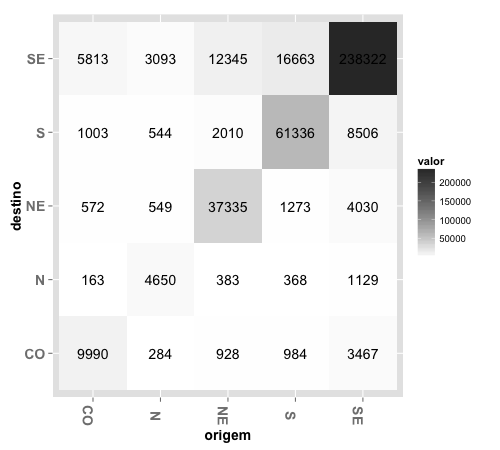 SE 5813 3093 12345 16663 238322
S 1003 544 2010 61336 8506
NE 572 549 37335 1273 4030
N 163 4650 383 368 1129
CO 9990 284 928 984 3467
CO N NE S SE
origem
destino
valor
200000
150000
100000
50000